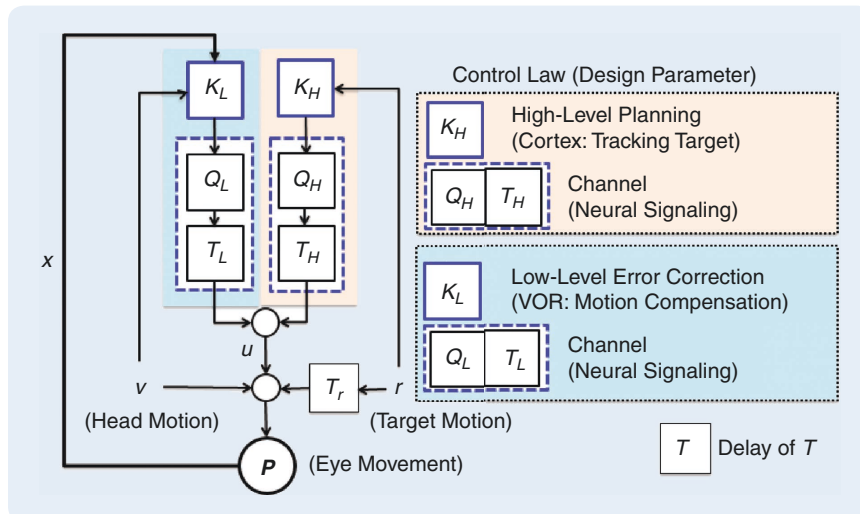 Control Law (Design Parameter)
K_L
K_H
Q_L
Q_H
T_L
T_H
x
u
v
T_r
r
(Head Motion)
(Target Motion)
P
(Eye Movement)
K_H
High-Level Planning
(Cortex: Tracking Target)
Q_H T_H
Channel
(Neural Signaling)
K_L
Low-Level Error Correction
(VOR: Motion Compensation)
Q_L T_L
Channel
(Neural Signaling)
T
Delay of T